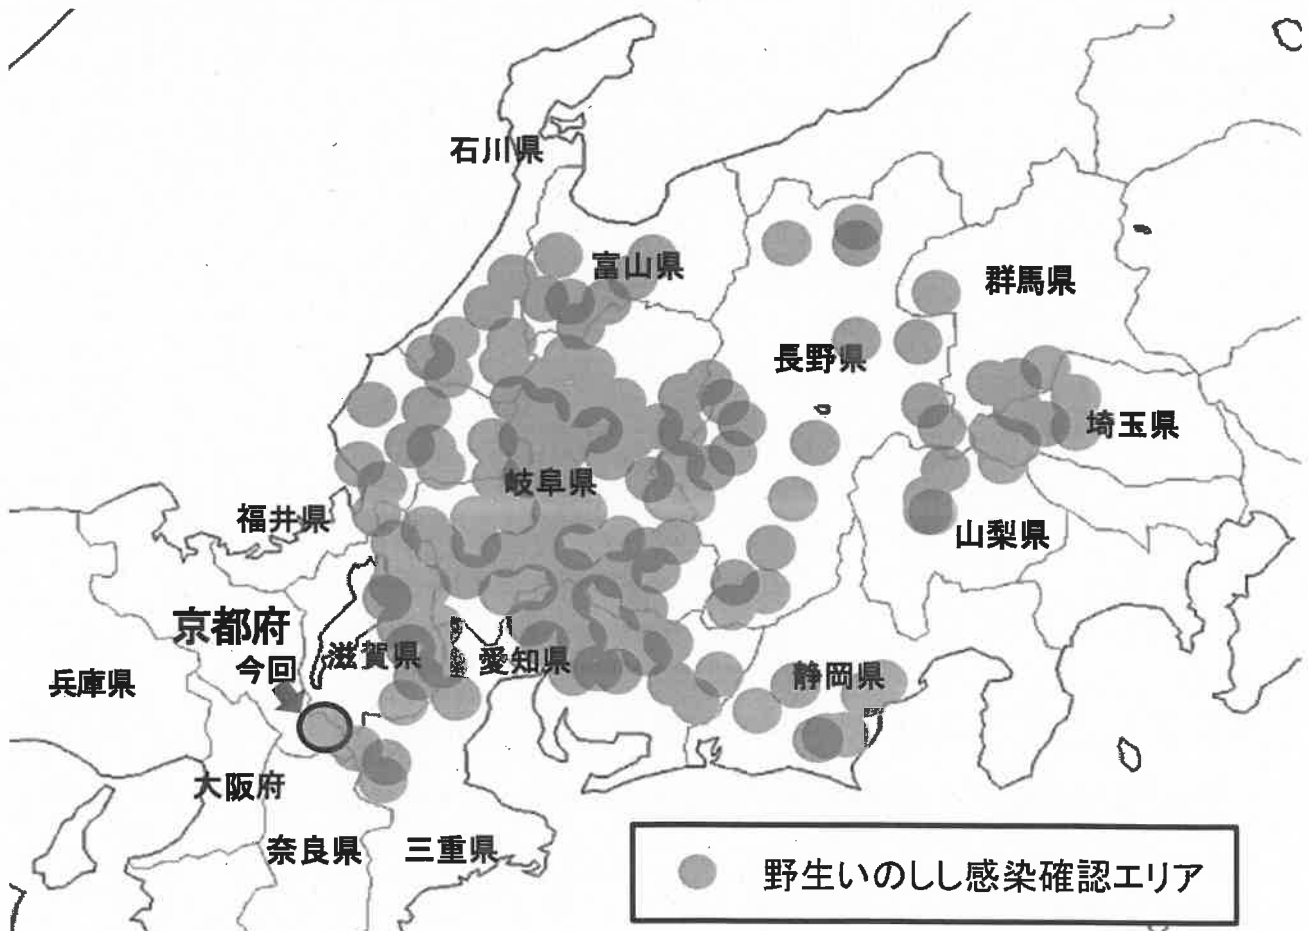 石川県
富山県
群馬県
長野県
埼玉県
岐阜県
福井県
山梨県
京都府
今回
滋賀県
愛知県
静岡県
兵庫県
大阪府
奈良県
三重県
野生いのしし感染確認エリア